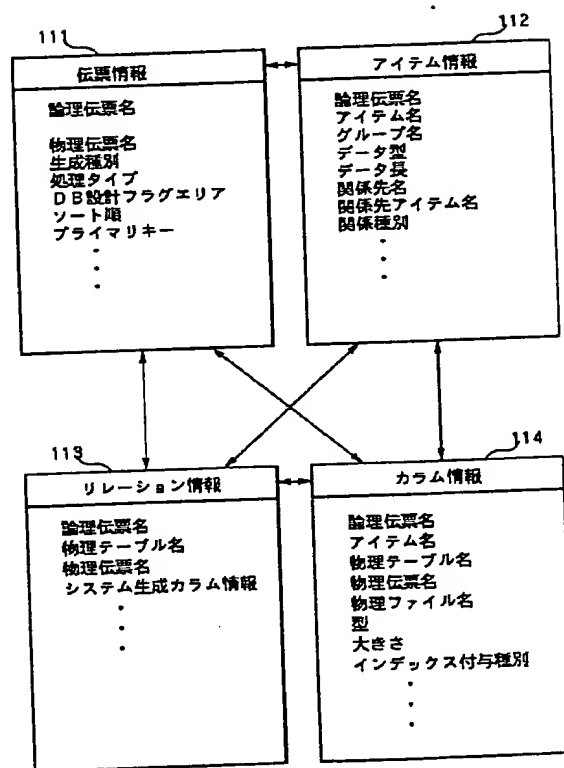 111
伝票情報
論理伝票名
物理伝票名
生成種別
処理タイプ
DB設計フラグエリア
ソート順
プライマリキー
112
アイテム情報
論理伝票名
アイテム名
グループ名
データ型
データ長
関係先名
関係先アイテム名
関係種別
113
リレーション情報
論理伝票名
物理テーブル名
物理伝票名
システム生成カラム情報
114
カラム情報
論理伝票名
アイテム名
物理テーブル名
物理伝票名
物理ファイル名
型
大きさ
インデックス付与種別